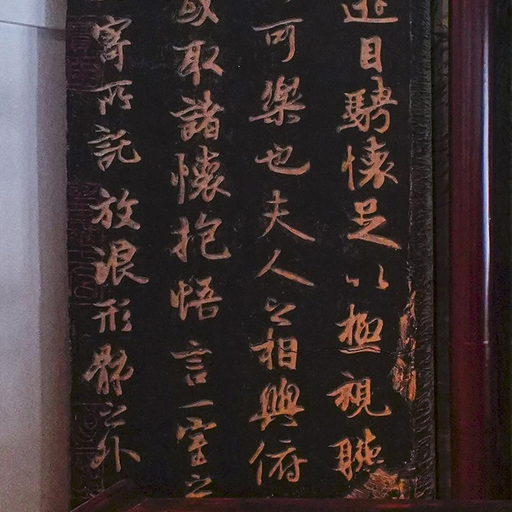 遊目騁懷足以極視聽
可樂也夫人之相與俯
或取諸懷抱悟言一室之
寄所託放浪形骸之外